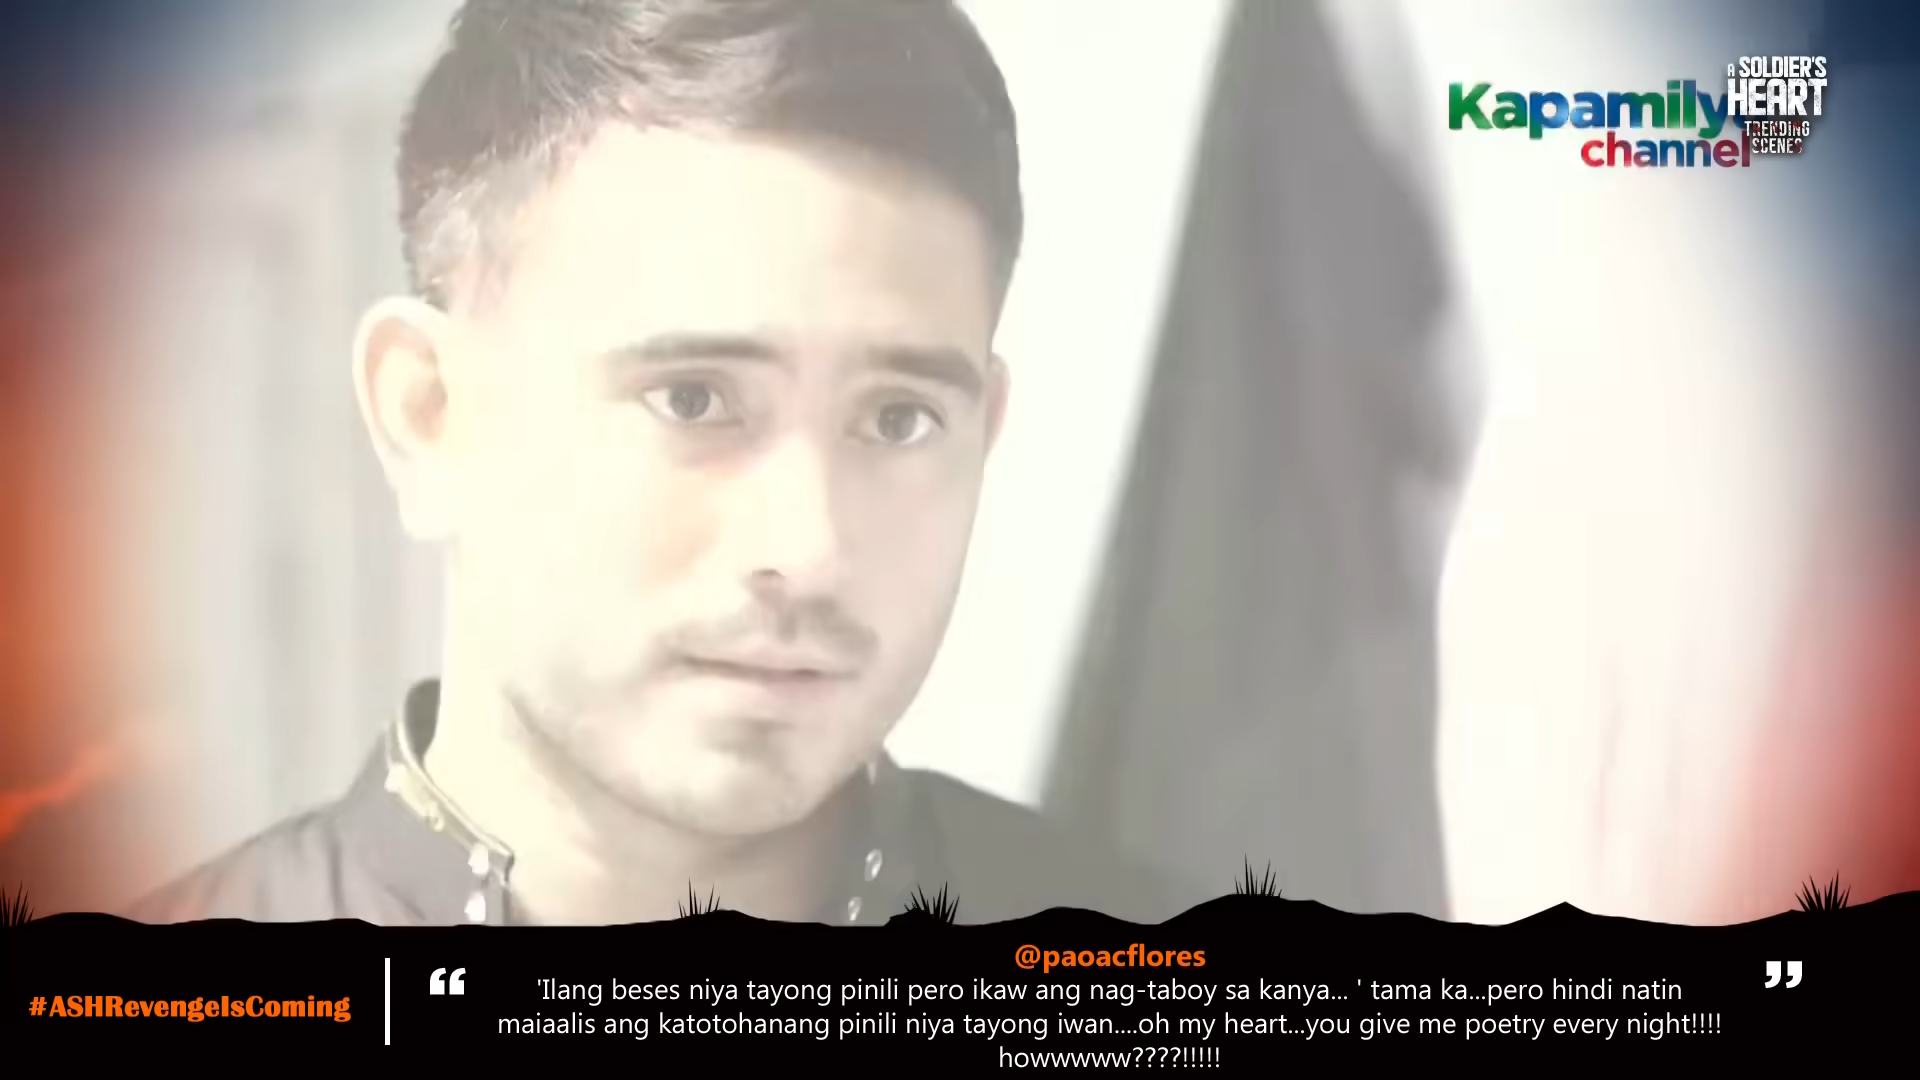 Kapamily
channel
A SOLDIER'S
HEART
TRENDING
SCENES
@paoacflores
#ASHRevengeIsComing
“ 'Ilang beses niya tayong pinili pero ikaw ang nag-taboy sa kanya... ' tama ka...pero hindi natin
maiaalis ang katotohanang pinili niya tayong iwan....oh my heart...you give me poetry every night!!!!
howwwww????!!!!! ”